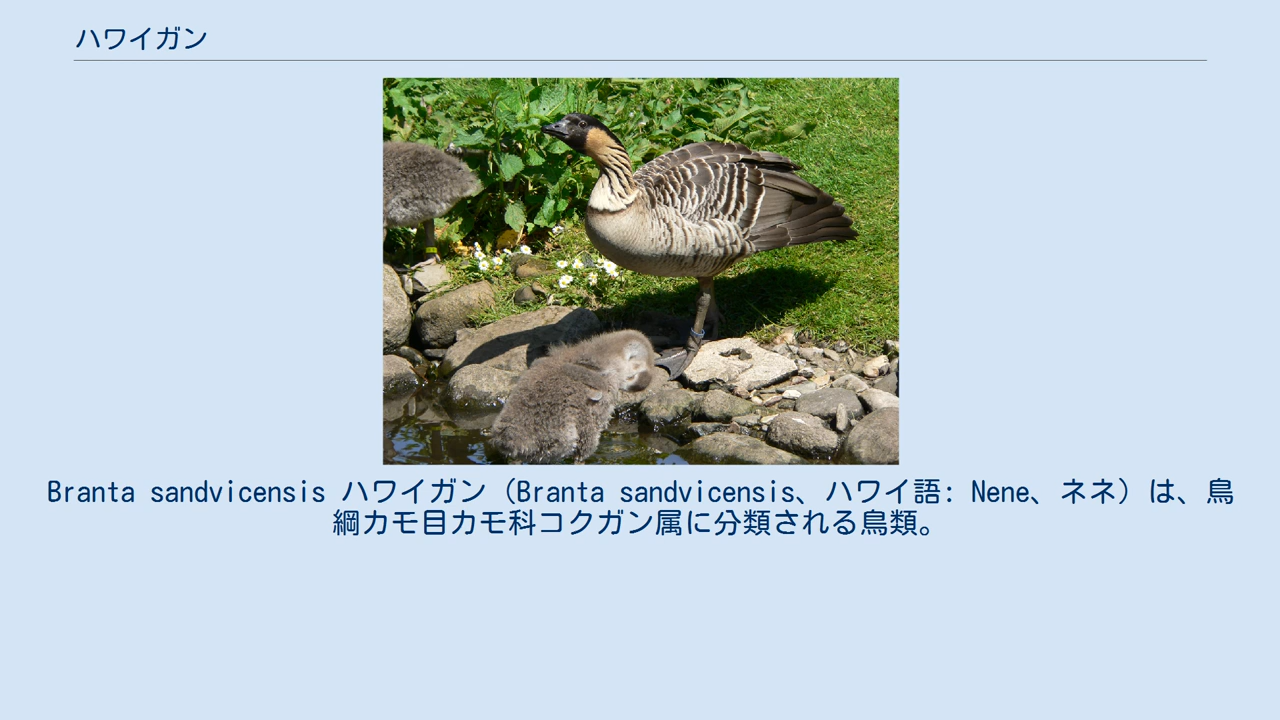 ハワイガン
Branta sandvicensis ハワイガン（Branta sandvicensis、ハワイ語: Nene、ネネ）は、鳥
綱カモ目カモ科コクガン属に分類される鳥類。